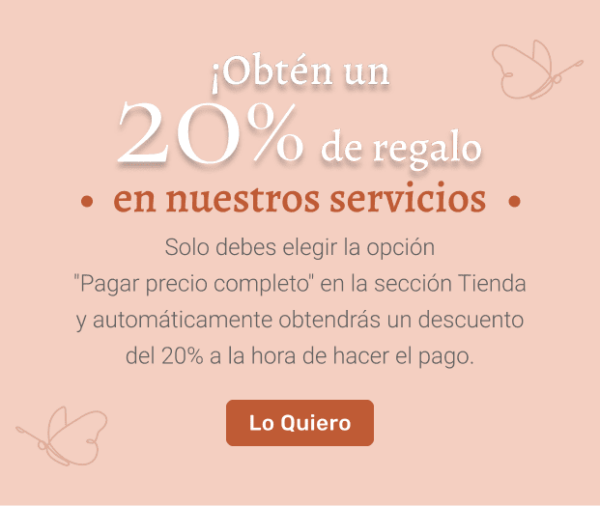 ¡Obtén un
20% de regalo
• en nuestros servicios •
Solo debes elegir la opción
"Pagar precio completo" en la sección Tienda
y automáticamente obtendrás un descuento
del 20% a la hora de hacer el pago.
Lo Quiero